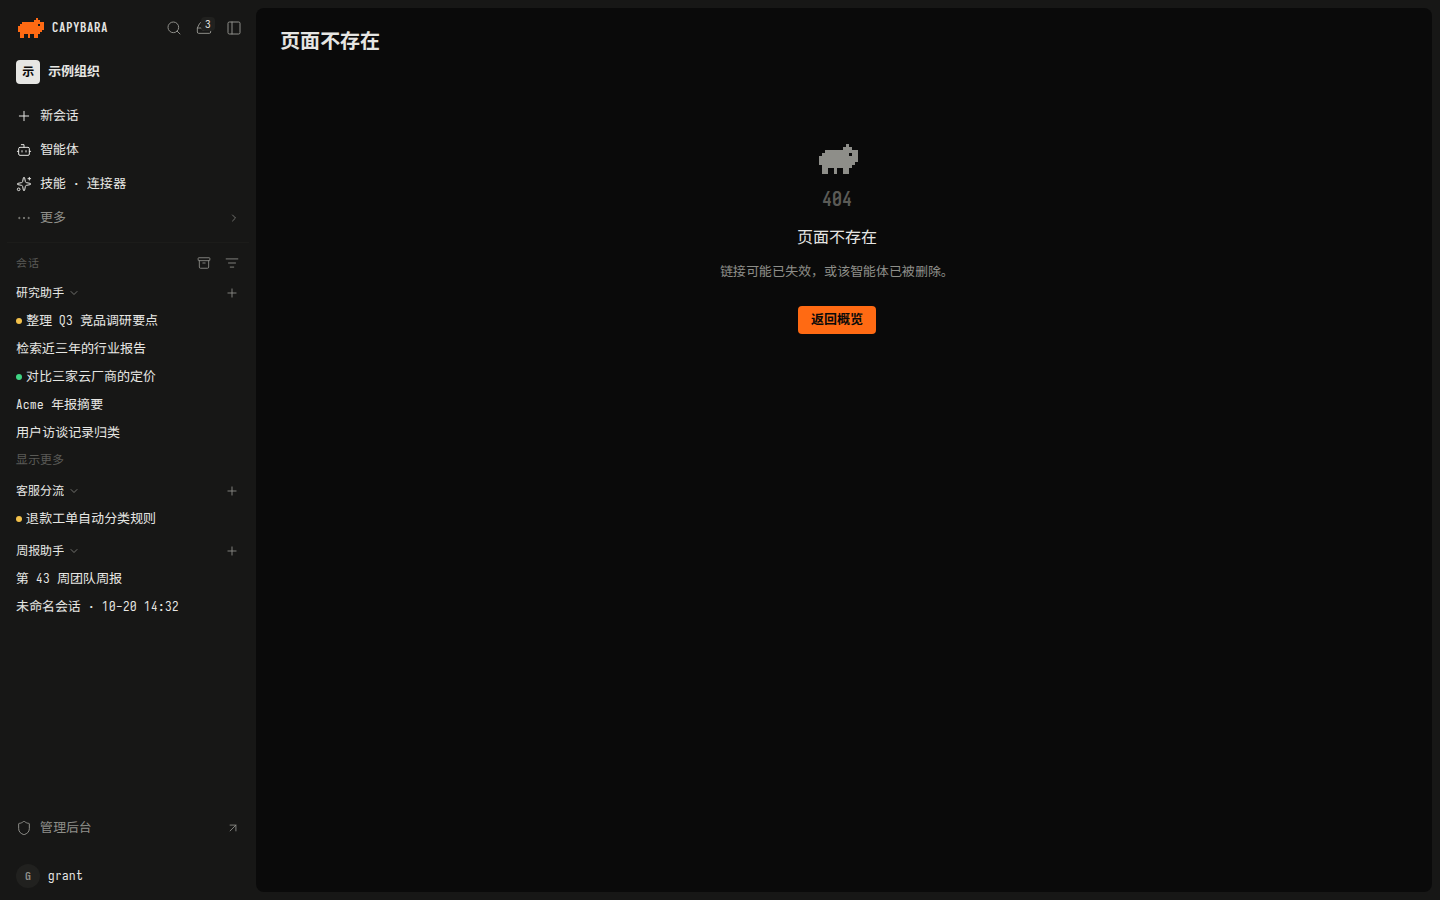 CAPYBARA
3
示 示例组织
新会话
智能体
技能 · 连接器
更多
会话
研究助手
整理 Q3 竞品调研要点
检索近三年的行业报告
对比三家云厂商的定价
Acme 年报摘要
用户访谈记录归类
显示更多
客服分流
退款工单自动分类规则
周报助手
第 43 周团队周报
未命名会话 · 10-20 14:32
管理后台
G grant
页面不存在
404
页面不存在
链接可能已失效，或该智能体已被删除。
返回概览